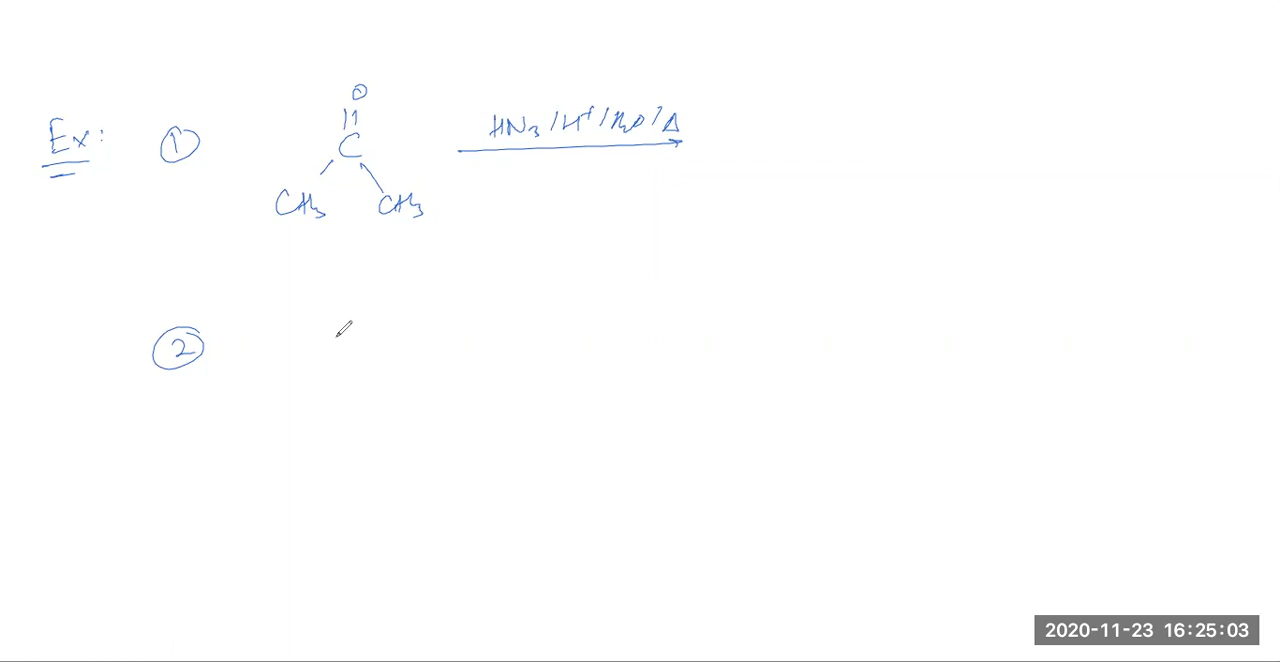 Ex: ① O
C
CH3 CH3
HN3/H+/H2O/Δ
②
2020-11-23 16:25:03